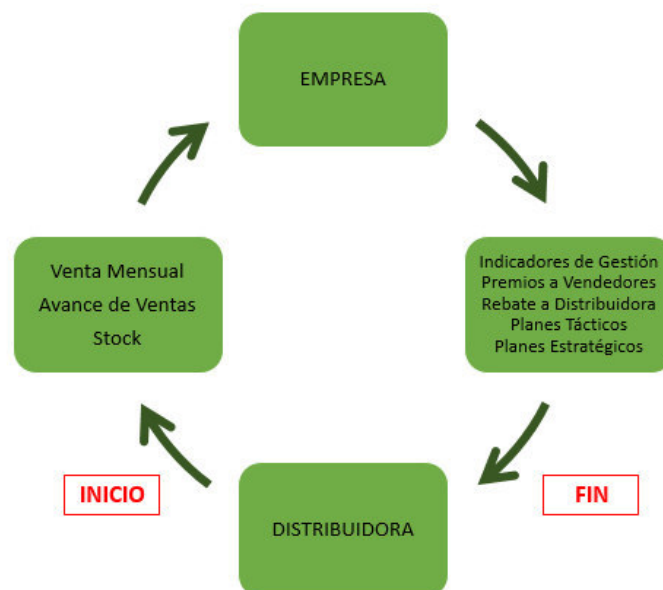 EMPRESA
Venta Mensual
Avance de Ventas
Stock
Indicadores de Gestión
Premios a Vendedores
Rebate a Distribuidora
Planes Tácticos
Planes Estratégicos
INICIO
FIN
DISTRIBUIDORA